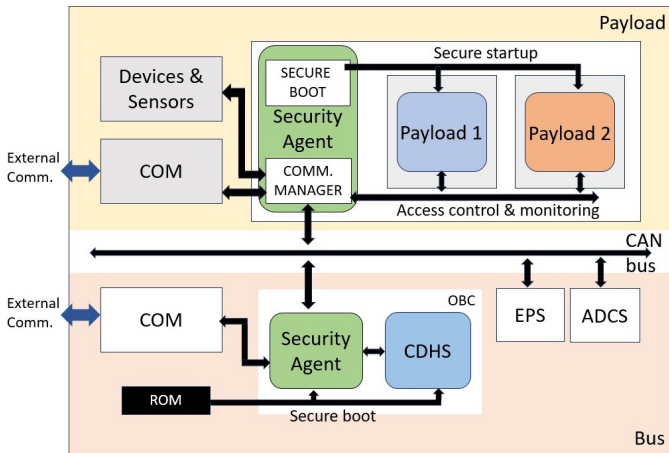 Payload
Secure startup
Devices &
Sensors
SECURE
BOOT
Security
Agent
Payload 1
Payload 2
External
Comm.
COM
COMM.
MANAGER
Access control & monitoring
CAN
bus
External
Comm.
COM
OBC
EPS
ADCS
Security
Agent
CDHS
ROM
Secure boot
Bus